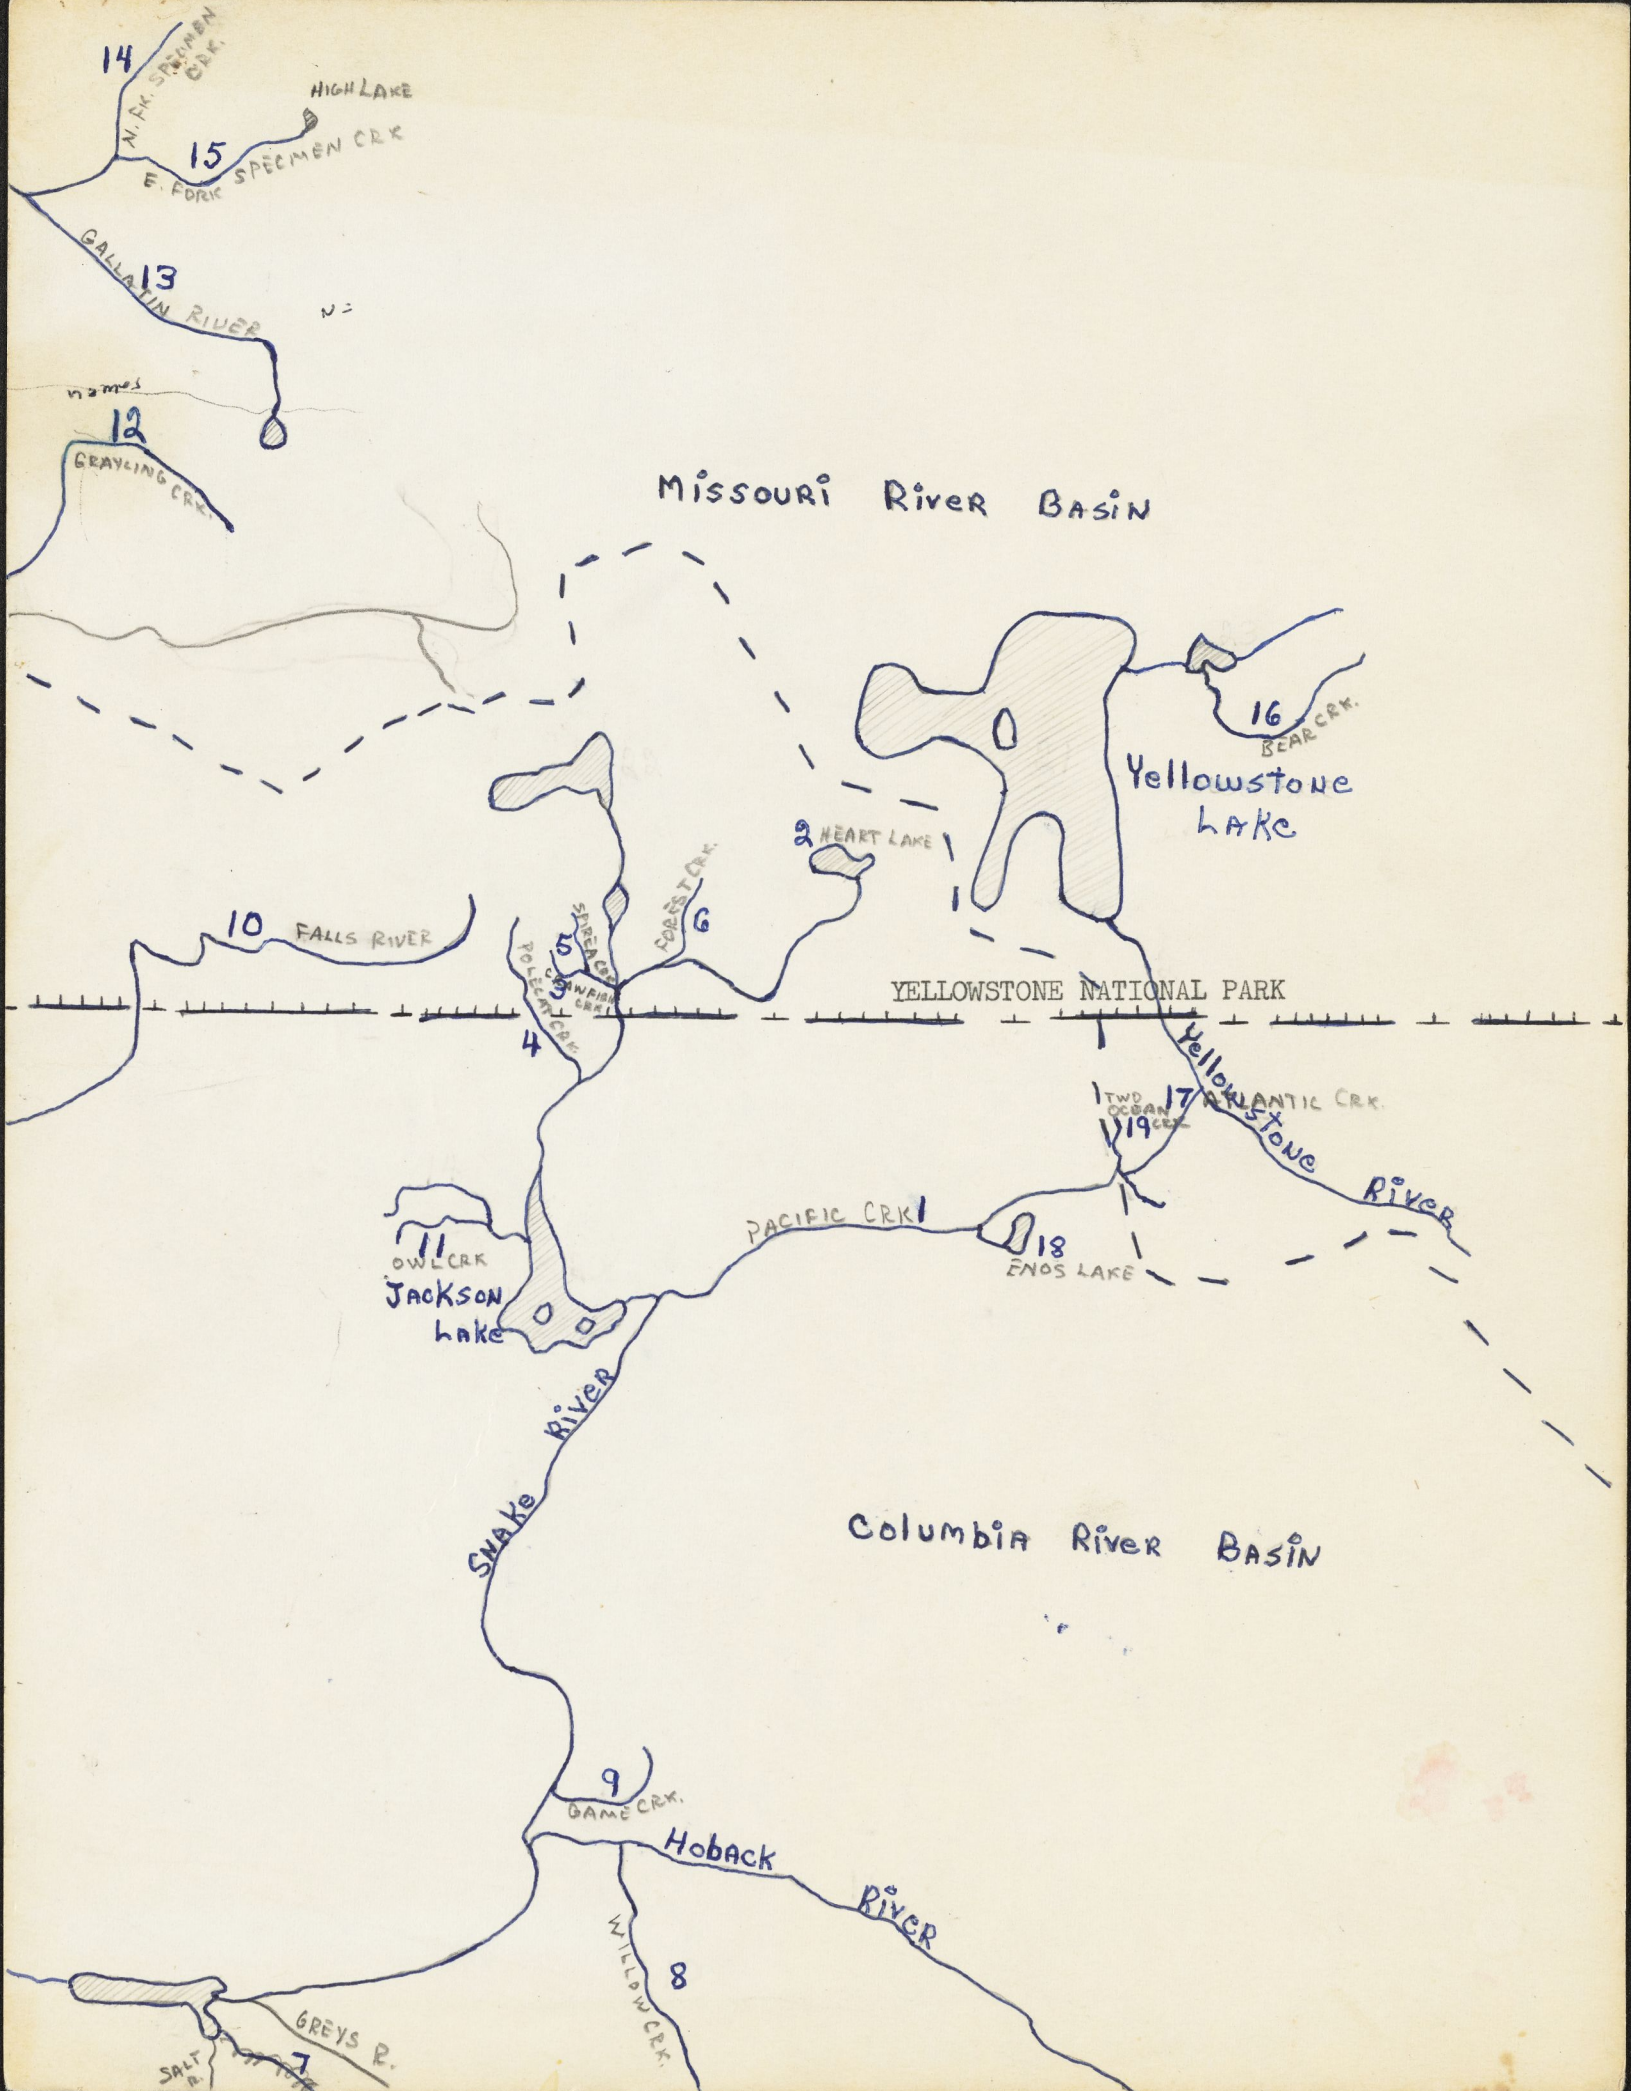 14
N. FK. SPECIMEN
CRK.
HIGH LAKE
15
E. FORK SPECMEN CRK
GALLATIN RIVER
13
N=
names
12
GRAYLING CRK.
Missouri River Basin
16
BEAR CRK.
Yellowstone
Lake
2 HEART LAKE
FOREST CRK.
6
10
FALLS RIVER
SPIREA CRK
5
POLECAT CRK.
CRAWFISH
CRK.
3
4
YELLOWSTONE NATIONAL PARK
Yellowstone River
TWO
OCEAN
CRK
17
ATLANTIC CRK.
19
PACIFIC CRK 1
18
ENOS LAKE
11
OWL CRK
Jackson
Lake
Snake River
Columbia River Basin
9
GAME CRK.
Hoback River
WILLOW CRK.
8
GREYS R.
SALT
R.
7